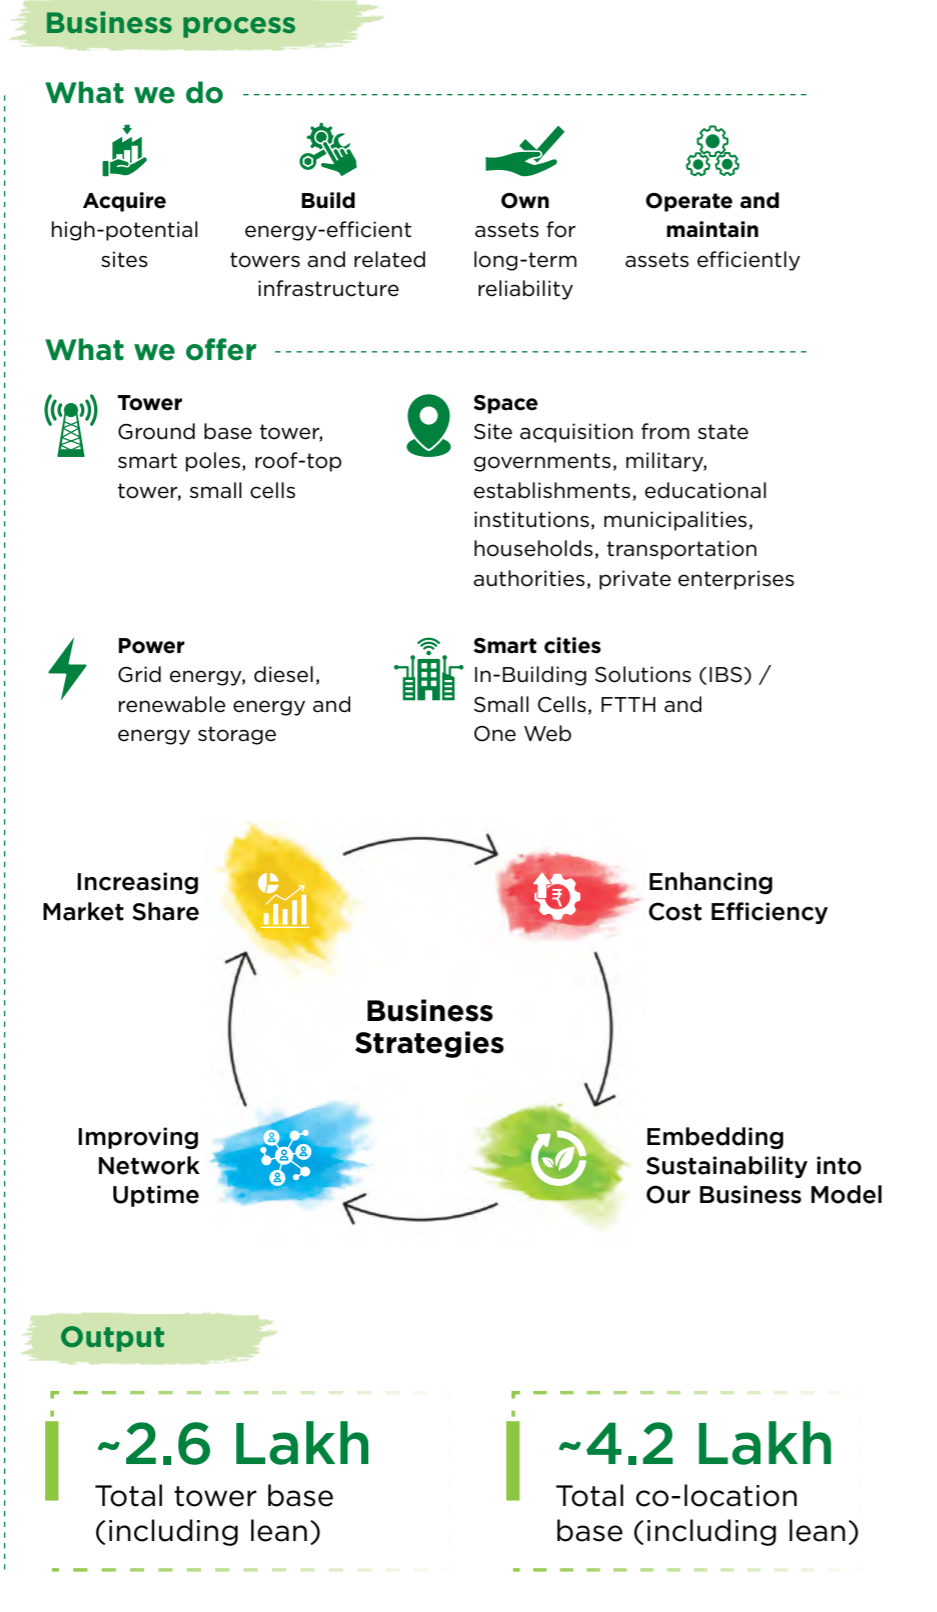 Business process
What we do
Acquire
high-potential
sites
Build
energy-efficient
towers and related
infrastructure
Own
assets for
long-term
reliability
Operate and
maintain
assets efficiently
What we offer
Tower
Ground base tower,
smart poles, roof-top
tower, small cells
Space
Site acquisition from state
governments, military,
establishments, educational
institutions, municipalities,
households, transportation
authorities, private enterprises
Power
Grid energy, diesel,
renewable energy and
energy storage
Smart cities
In-Building Solutions (IBS) /
Small Cells, FTTH and
One Web
Increasing
Market Share
₹
Enhancing
Cost Efficiency
Business
Strategies
Improving
Network
Uptime
Embedding
Sustainability into
Our Business Model
Output
~2.6 Lakh
Total tower base
(including lean)
~4.2 Lakh
Total co-location
base (including lean)